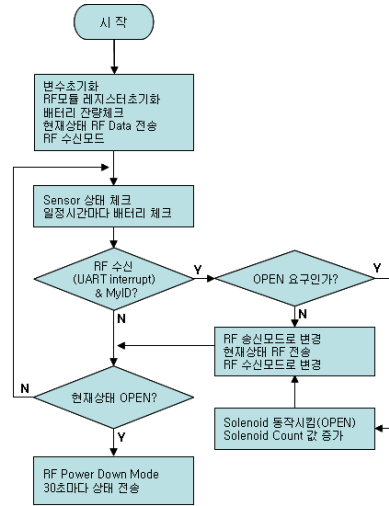 시 작
변수초기화
RF모듈 레지스터초기화
배터리 잔량체크
현재상태 RF Data 전송
RF 수신모드
Sensor 상태 체크
일정시간마다 배터리 체크
RF 수신
(UART interrupt)
& MyID?
Y
OPEN 요구인가?
Y
N
N
RF 송신모드로 변경
현재상태 RF 전송
RF 수신모드로 변경
N
현재상태 OPEN?
Solenoid 동작시킴(OPEN)
Solenoid Count 값 증가
Y
RF Power Down Mode
30초마다 상태 전송